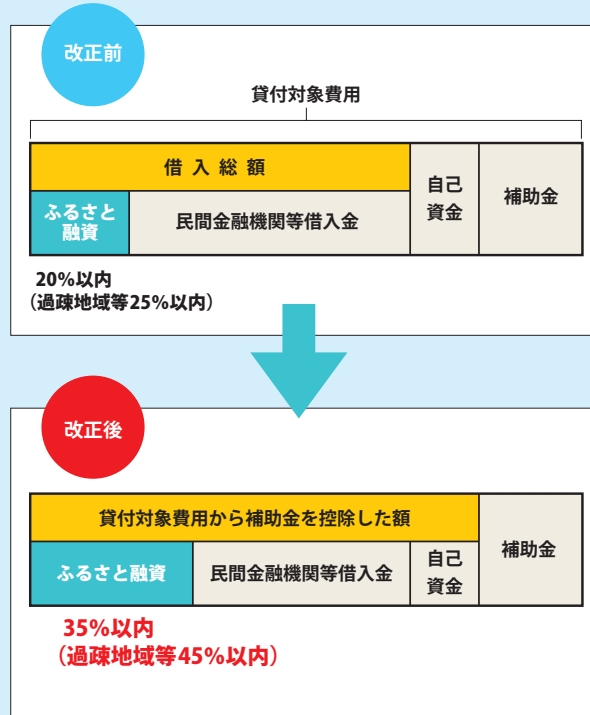 改正前
貸付対象費用
借入総額
自己
資金
補助金
ふるさと
融資
民間金融機関等借入金
20%以内
（過疎地域等25%以内）
改正後
貸付対象費用から補助金を控除した額
補助金
ふるさと融資
民間金融機関等借入金
自己
資金
35%以内
（過疎地域等45%以内）